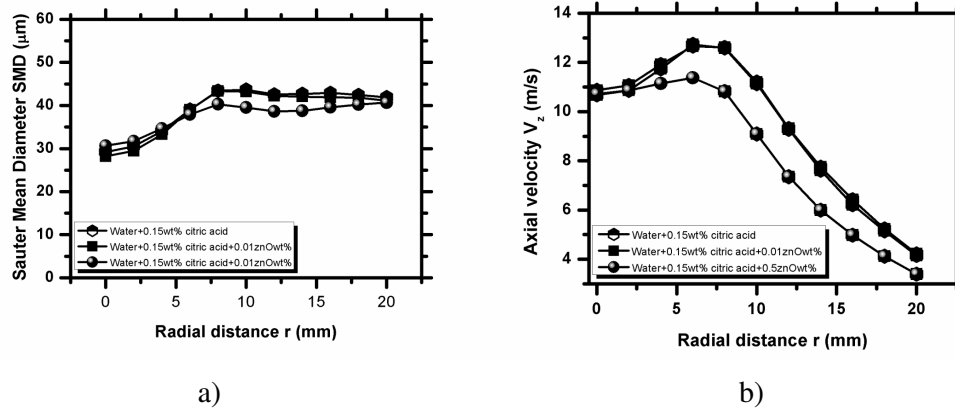 60
50
40
30
20
10
0
Sauter Mean Diameter SMD (μm)
Water+0.15wt% citric acid
Water+0.15wt% citric acid+0.01znOwt%
Water+0.15wt% citric acid+0.01znOwt%
0 5 10 15 20
Radial distance r (mm)
a)
14
12
10
8
6
4
Axial velocity Vz (m/s)
Water+0.15wt% citric acid
Water+0.15wt% citric acid+0.01znOwt%
Water+0.15wt% citric acid+0.5znOwt%
0 5 10 15 20
Radial distance r (mm)
b)